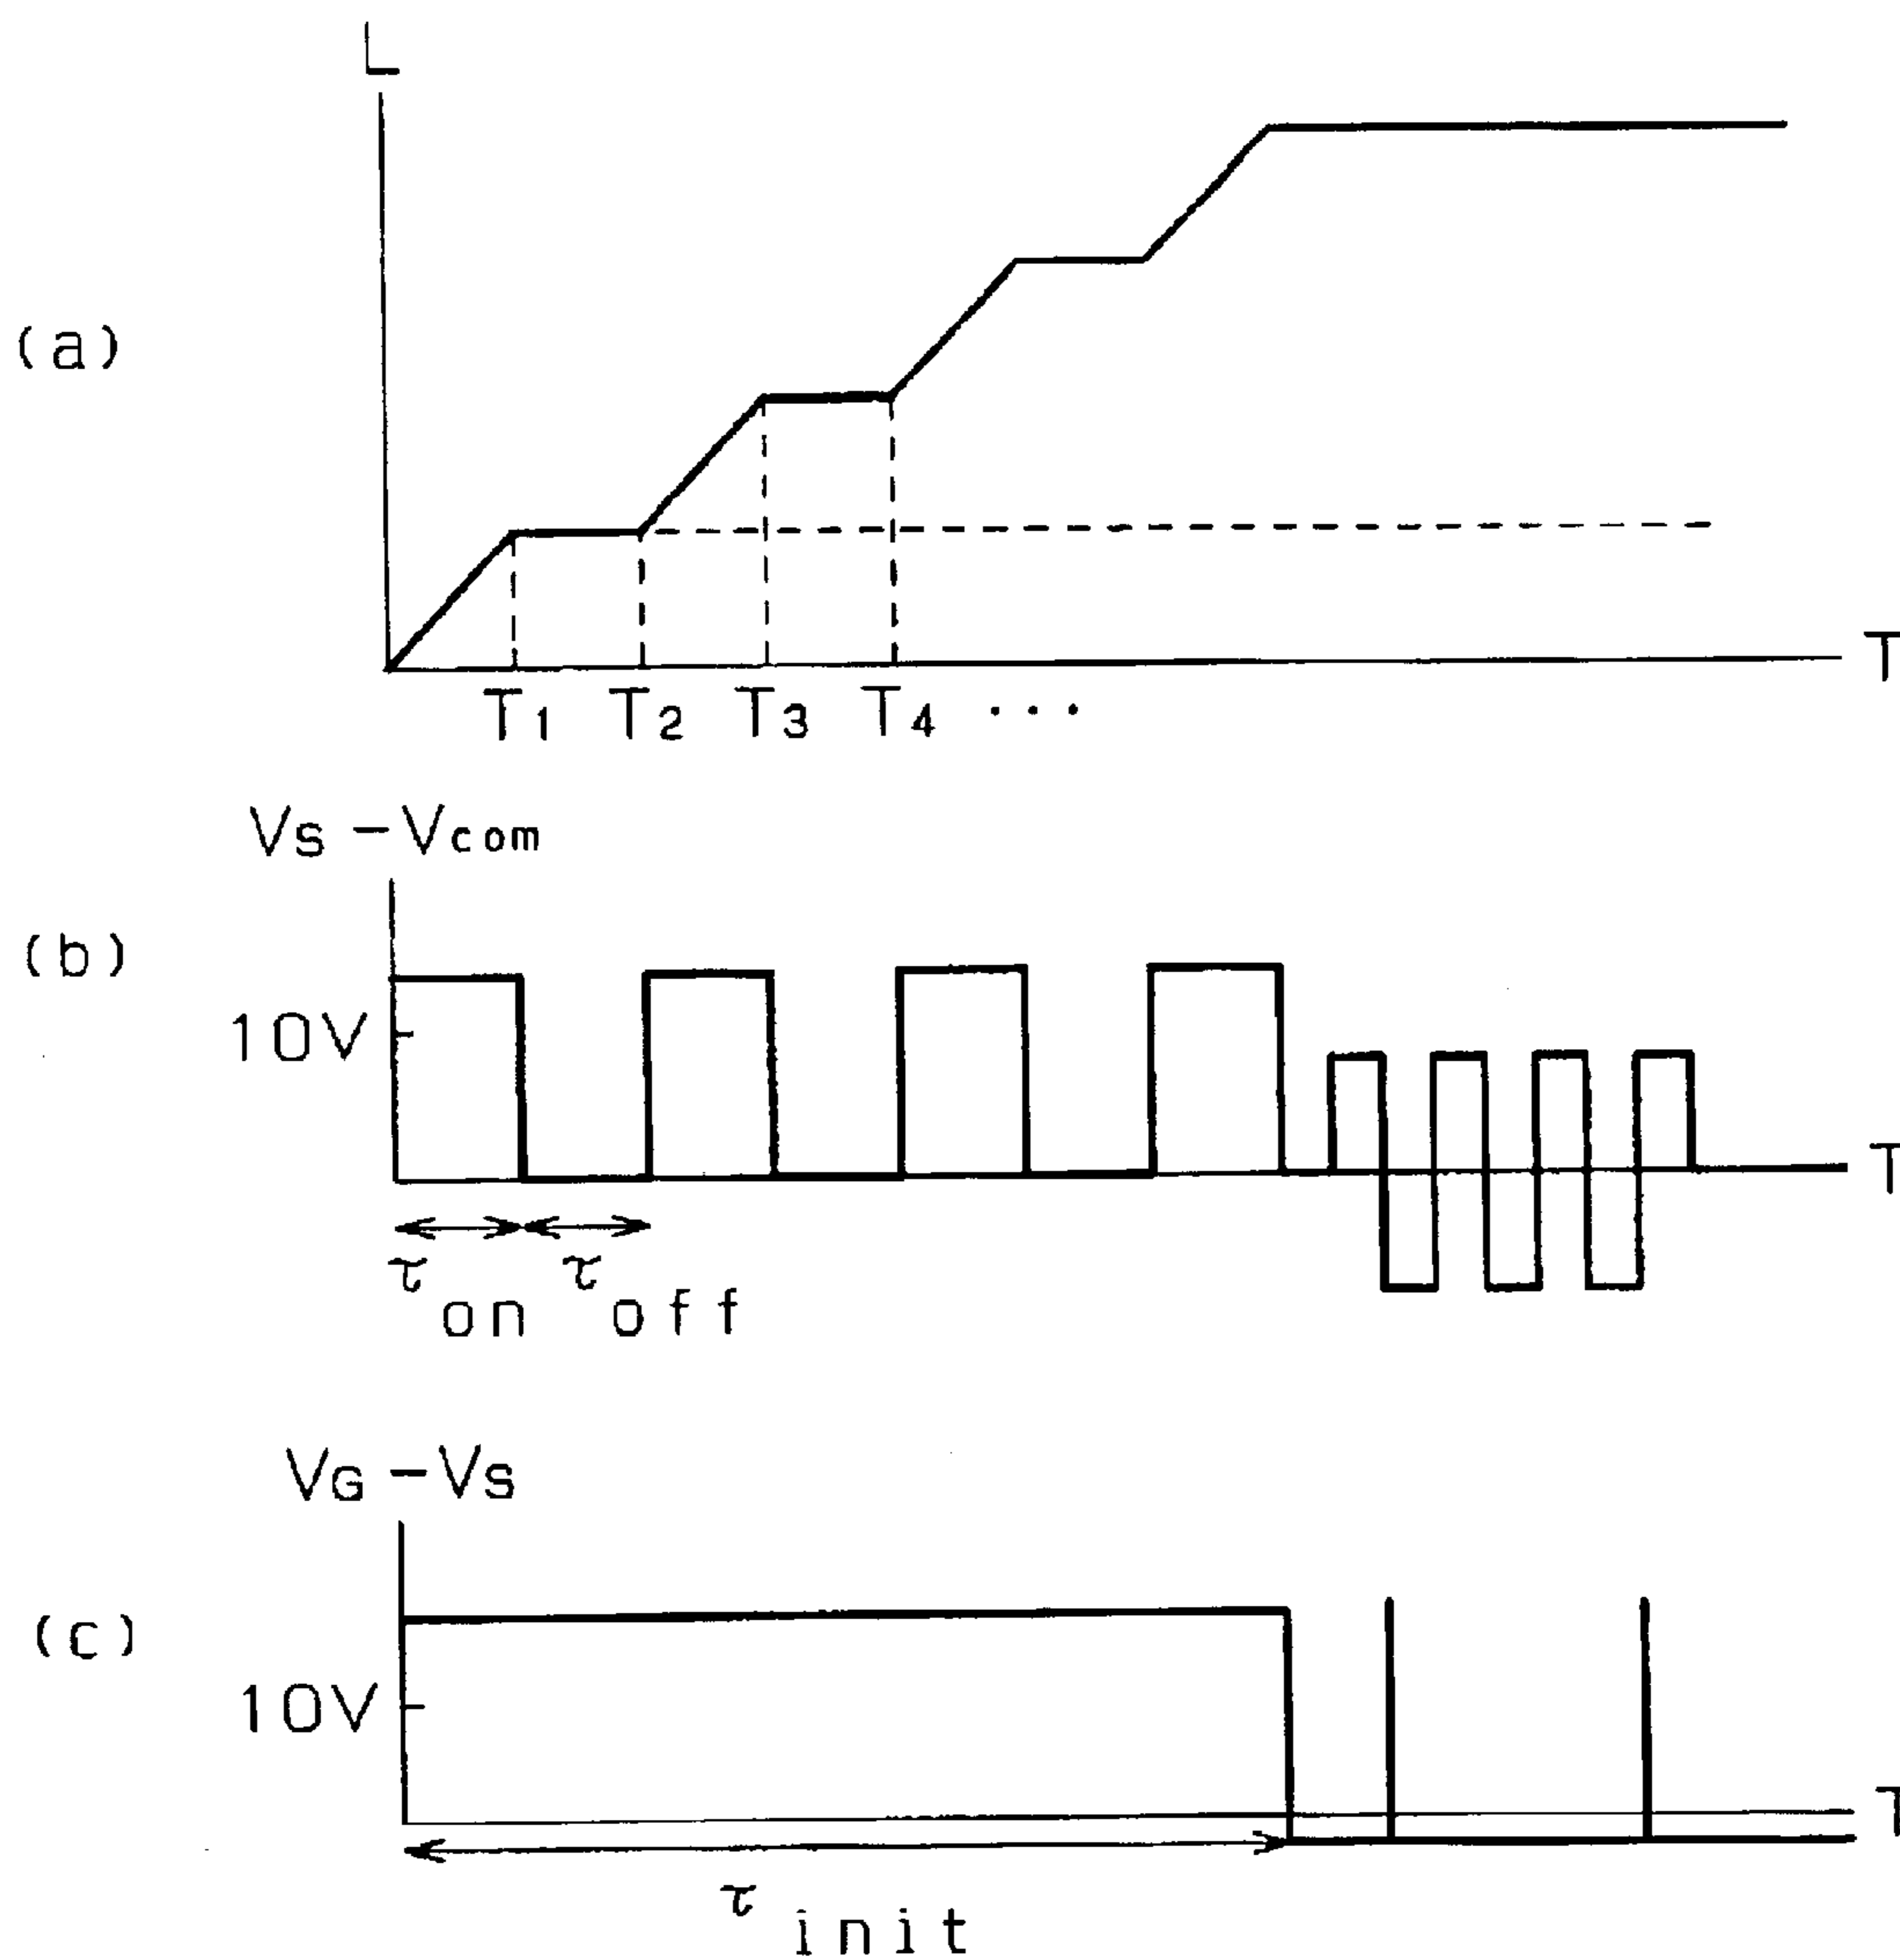 L
(a)
T
T1 T2 T3 T4 ...
Vs-Vcom
(b)
10V
T
τon τoff
VG-Vs
(c)
10V
T
τinit